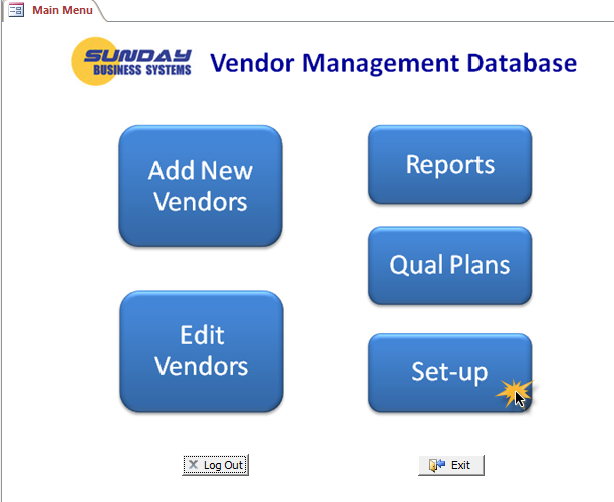 Main Menu
SUNDAY
BUSINESS SYSTEMS
Vendor Management Database
Add New
Vendors
Reports
Qual Plans
Edit
Vendors
Set-up
Log Out
Exit